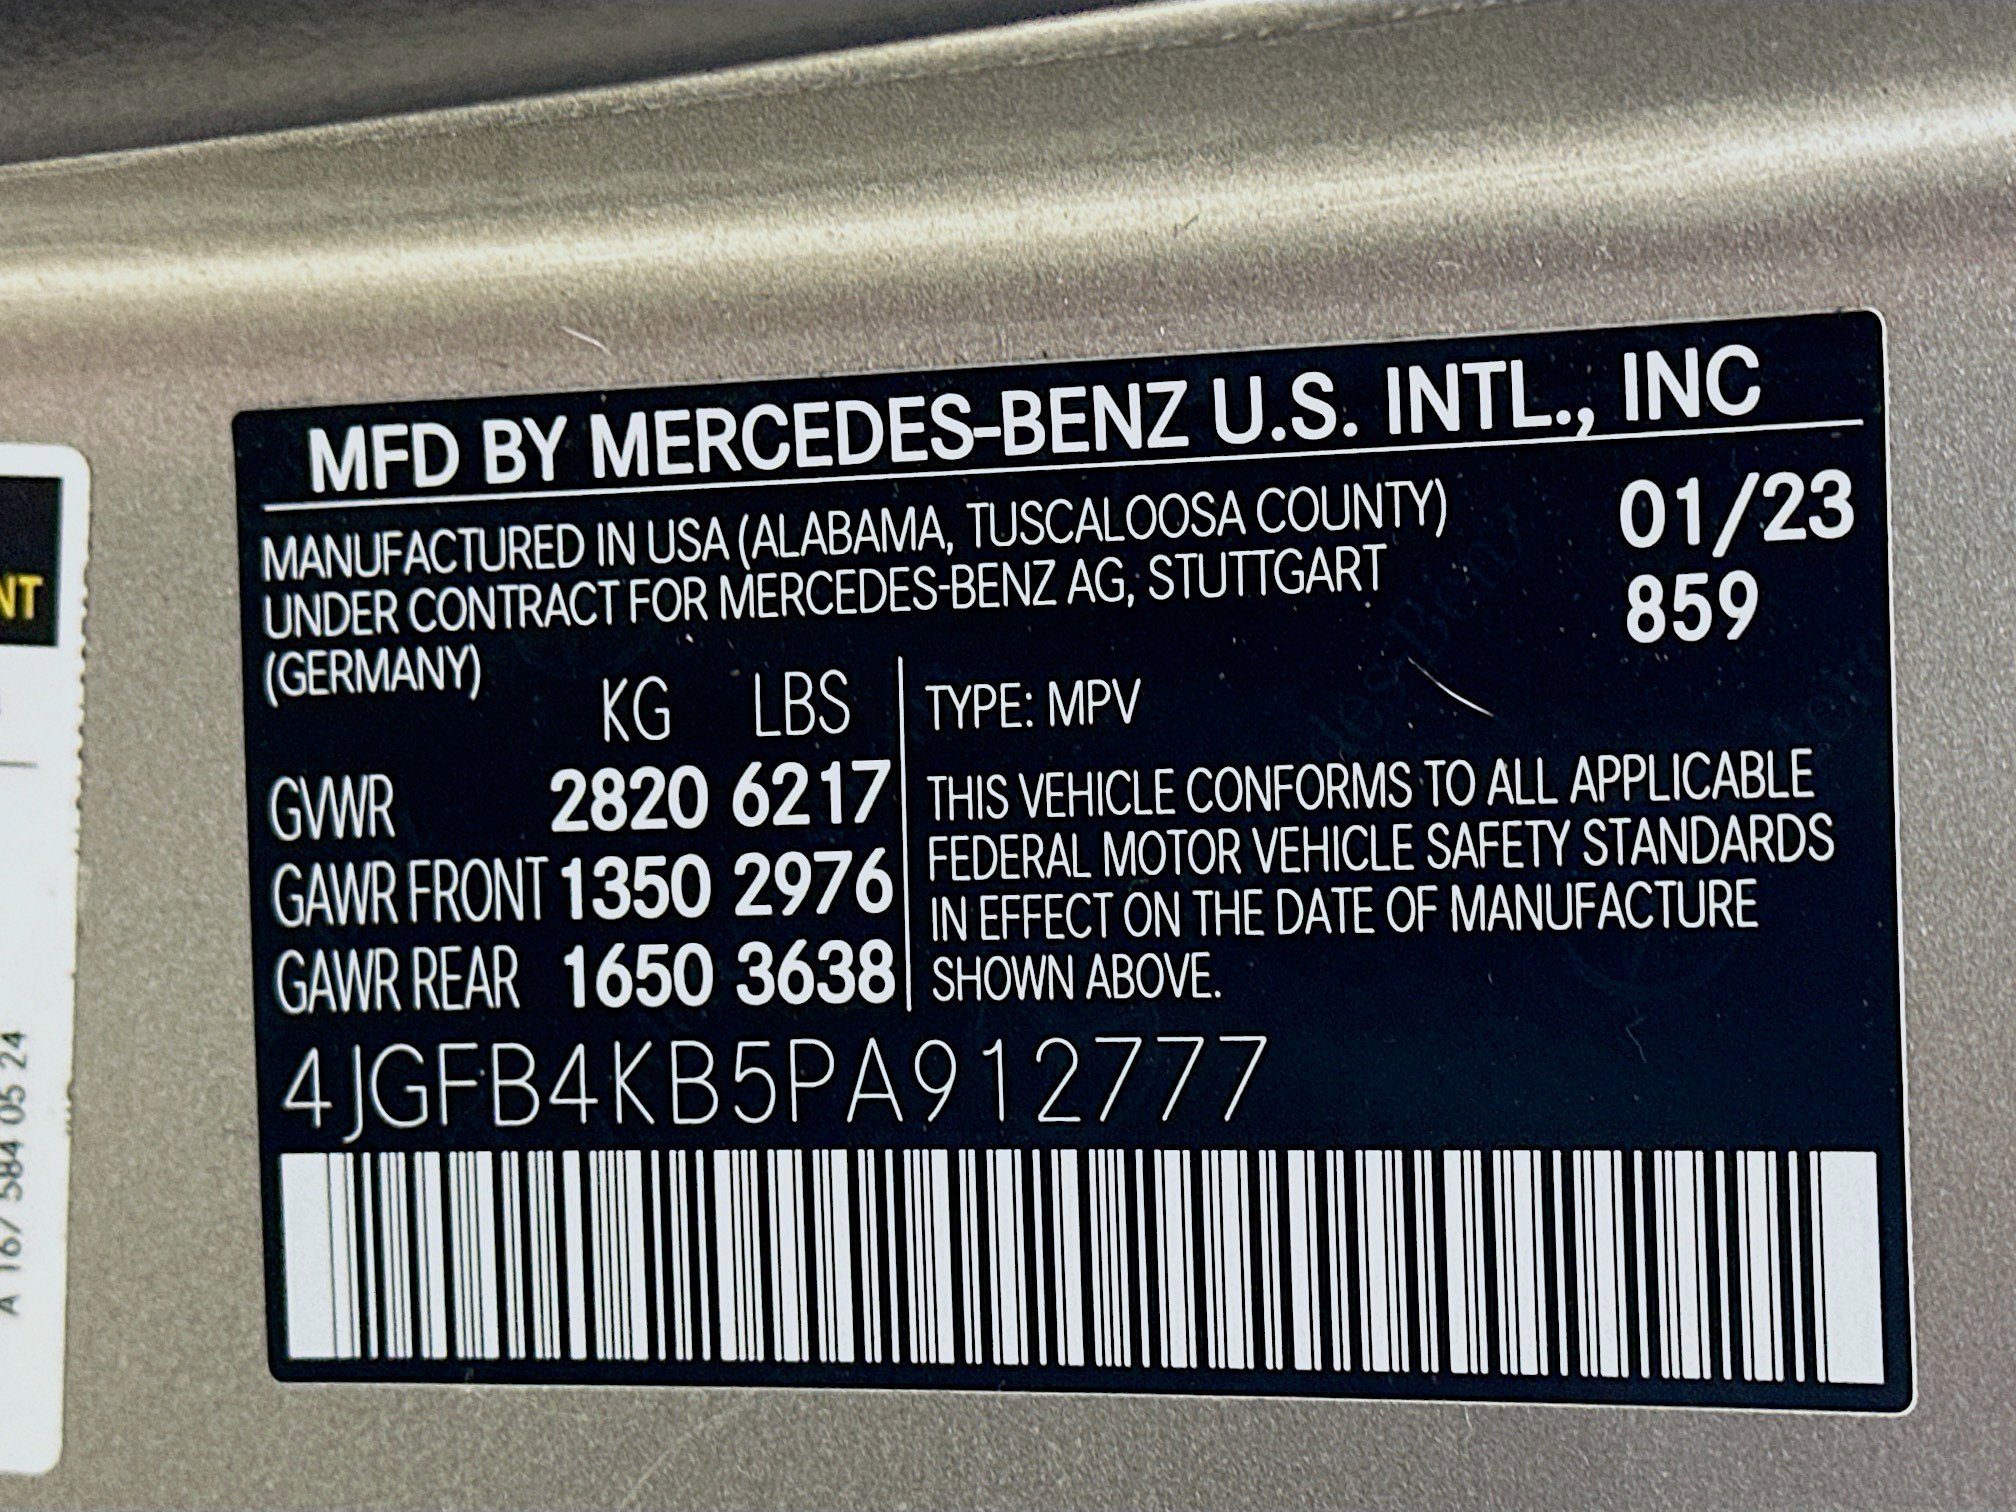 MFD BY MERCEDES-BENZ U.S. INTL., INC
MANUFACTURED IN USA (ALABAMA, TUSCALOOSA COUNTY)
UNDER CONTRACT FOR MERCEDES-BENZ AG, STUTTGART
(GERMANY)
01/23
859
KG LBS
GVWR 2820 6217
GAWR FRONT 1350 2976
GAWR REAR 1650 3638
TYPE: MPV
THIS VEHICLE CONFORMS TO ALL APPLICABLE
FEDERAL MOTOR VEHICLE SAFETY STANDARDS
IN EFFECT ON THE DATE OF MANUFACTURE
SHOWN ABOVE.
4JGFB4KB5PA912777
NT
A 167 584 05 24